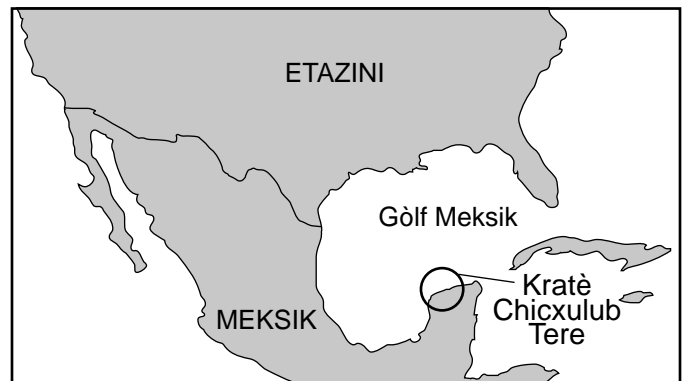 ETAZINI
Gòlf Meksik
Kratè
Chicxulub
Tere
MEKSIK